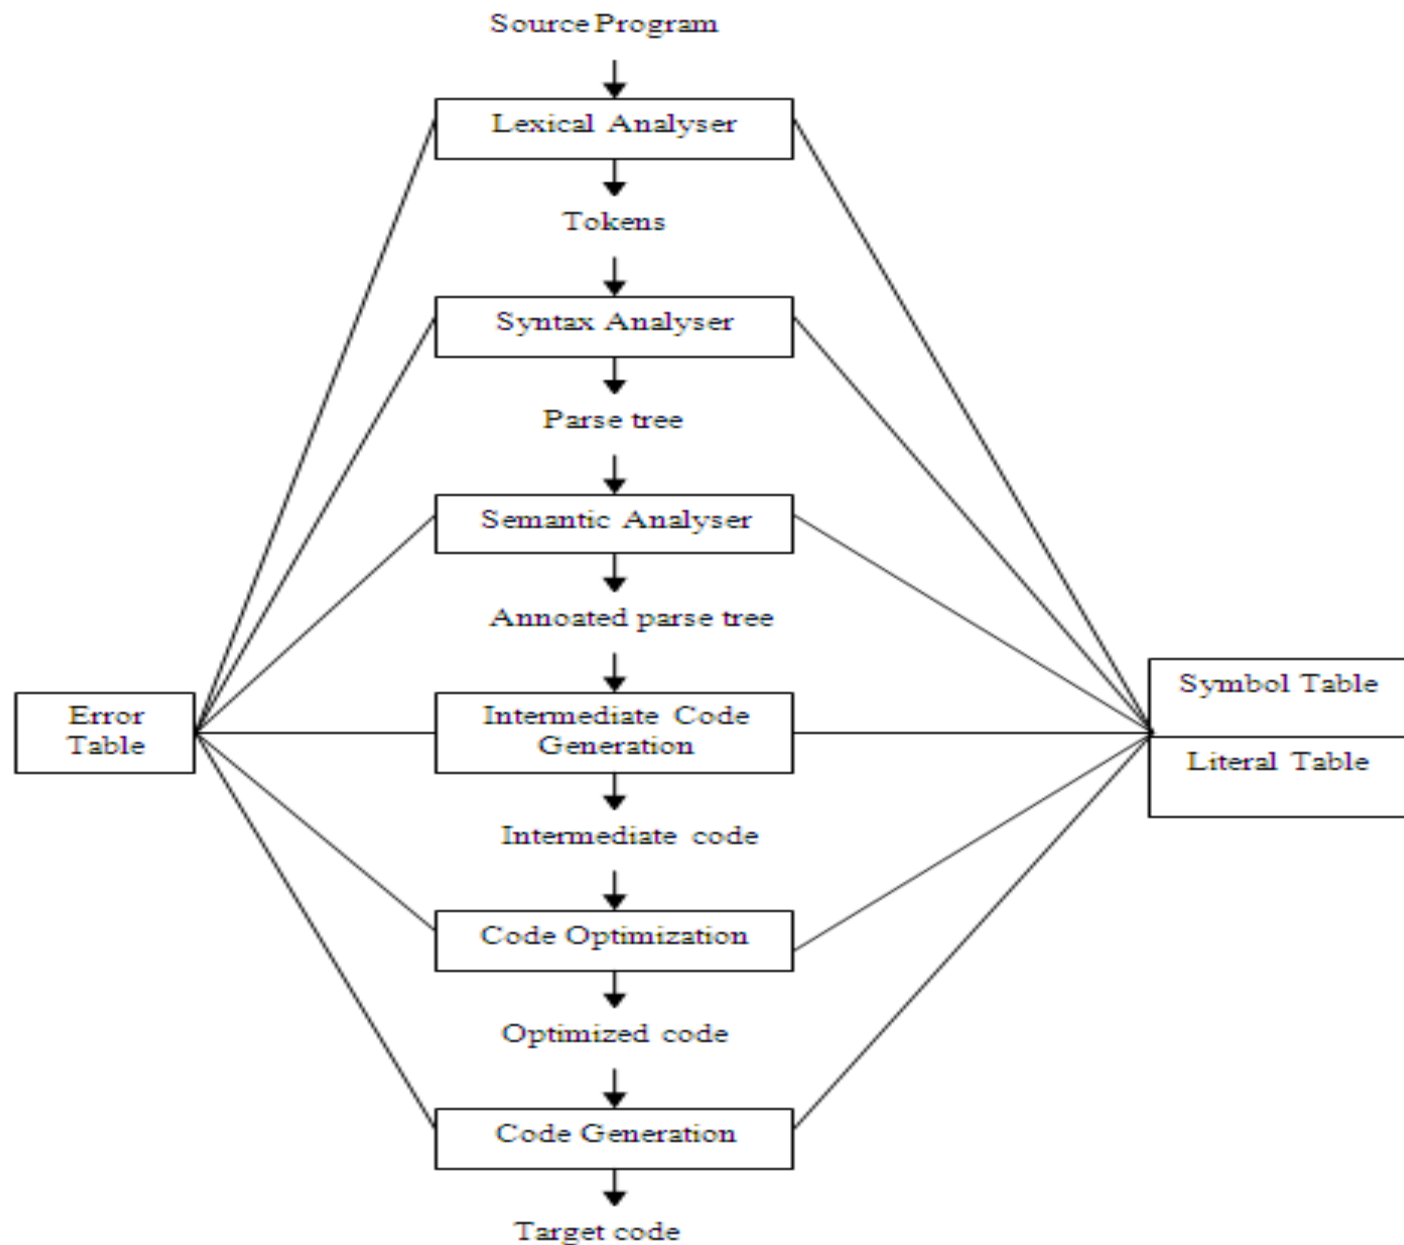 Source Program
Lexical Analyser
Tokens
Syntax Analyser
Parse tree
Semantic Analyser
Annoated parse tree
Error
Table
Intermediate Code
Generation
Symbol Table
Literal Table
Intermediate code
Code Optimization
Optimized code
Code Generation
Target code